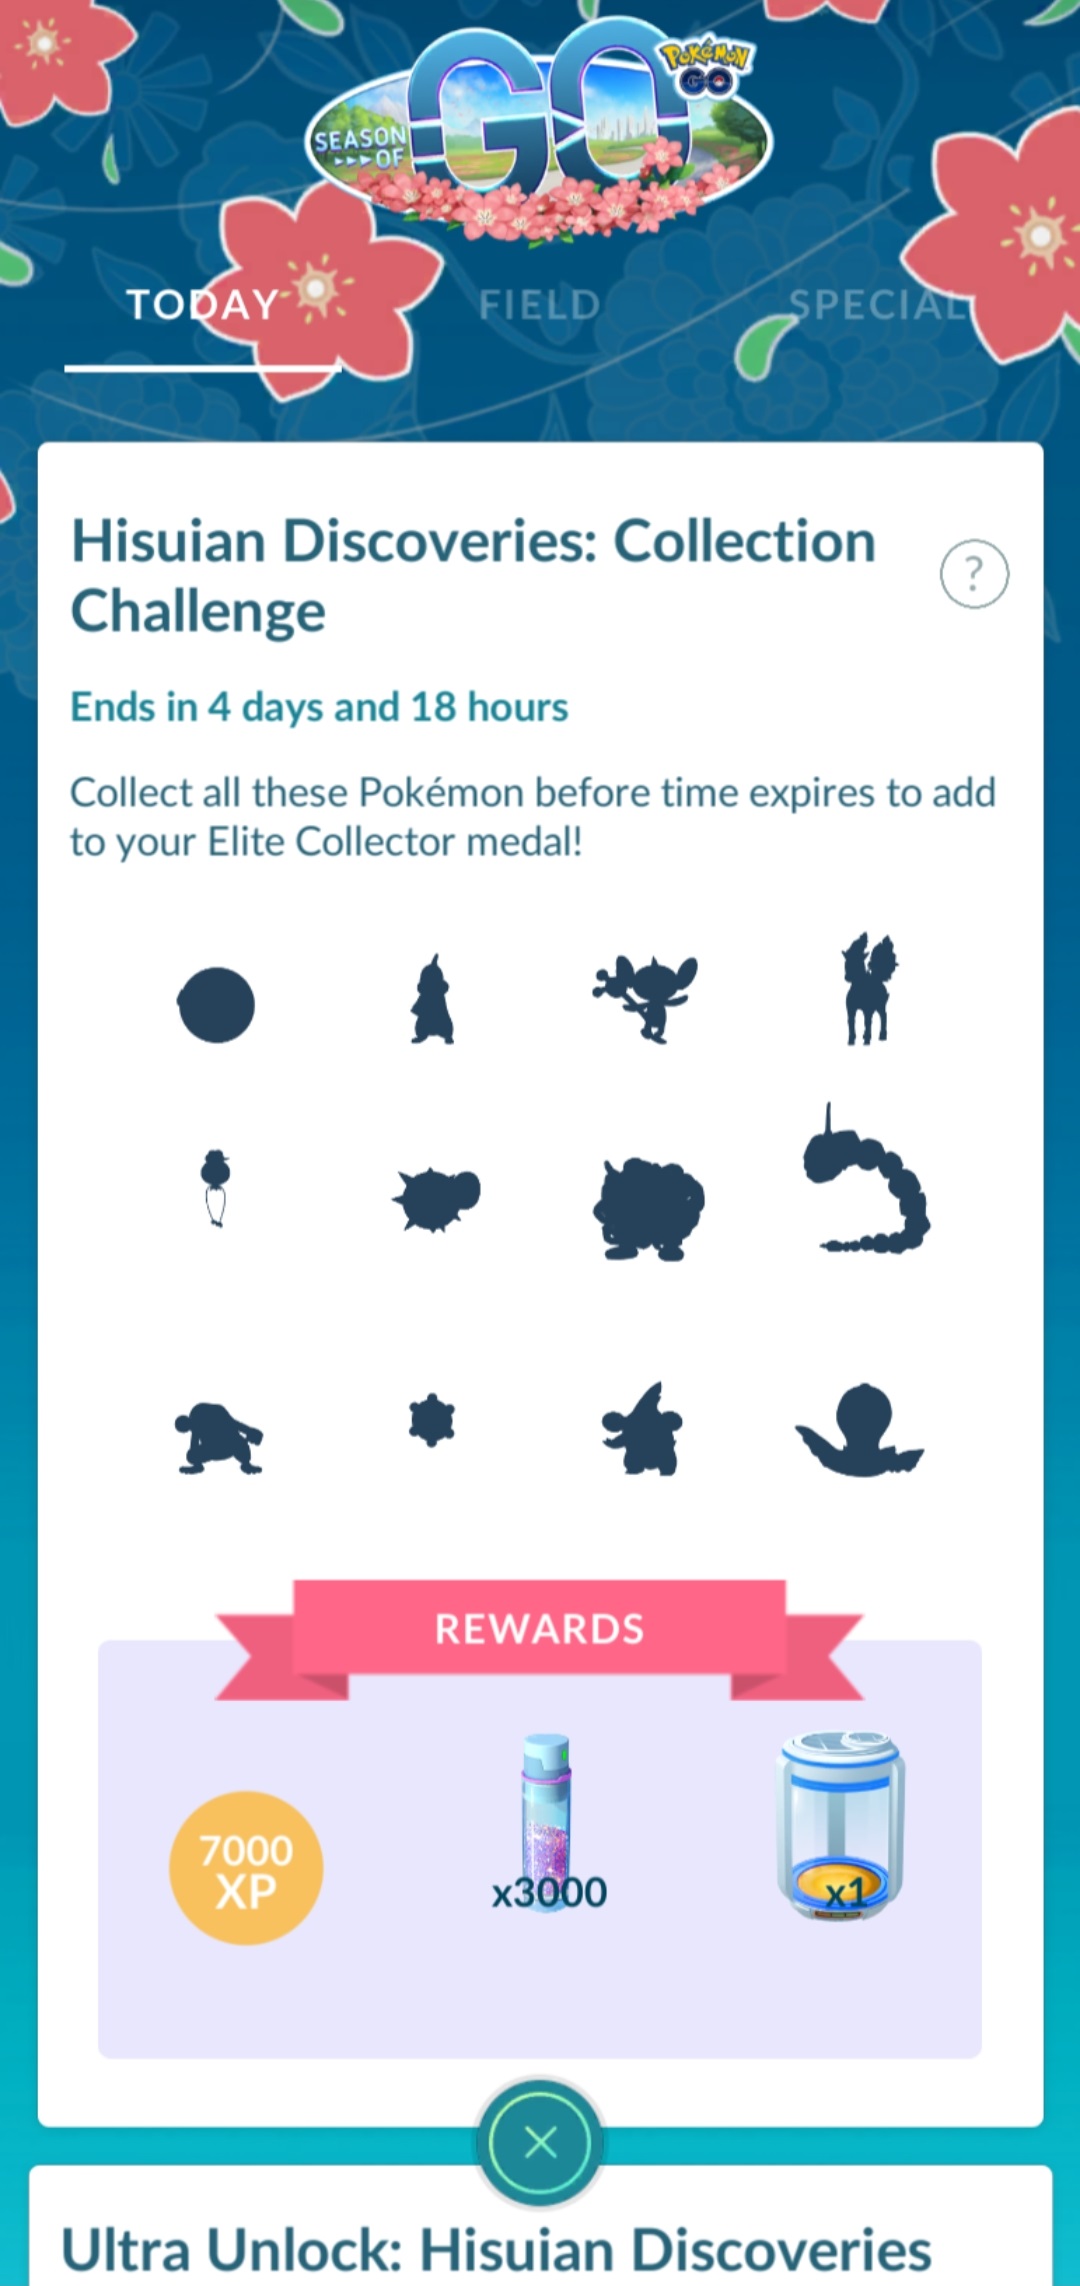 POKÉMON
GO
GO
SEASON
OF
TODAY
FIELD
SPECIAL
Hisuian Discoveries: Collection
Challenge
?
Ends in 4 days and 18 hours
Collect all these Pokémon before time expires to add
to your Elite Collector medal!
REWARDS
7000
XP
x3000
x1
Ultra Unlock: Hisuian Discoveries